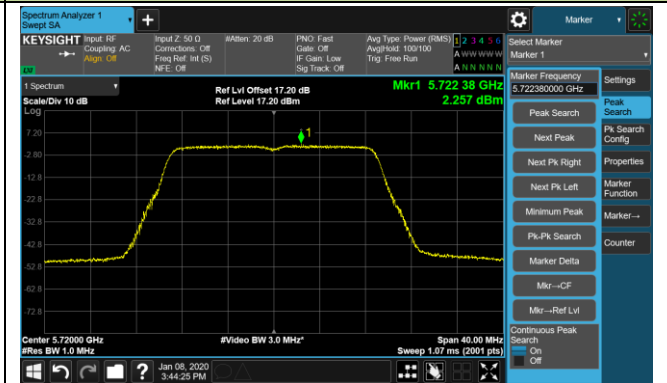 Spectrum Analyzer 1
Swept SA
Marker
KEYSIGHT
Input: RF
Coupling: AC
Align: Off
Input Z: 50 Ω
Corrections: Off
Freq Ref: Int (S)
NFE: Off
#Atten: 20 dB
PNO: Fast
Gate: Off
IF Gain: Low
Sig Track: Off
Avg Type: Power (RMS)
Avg|Hold: 100/100
Trig: Free Run
1 2 3 4 5 6
A W W W W W
A N N N N N
Select Marker
Marker 1
1 Spectrum
Scale/Div 10 dB
Log
Ref Lvl Offset 17.20 dB
Ref Level 17.20 dBm
Mkr1 5.722 38 GHz
2.257 dBm
1
7.20
-2.80
-12.8
-22.8
-32.8
-42.8
-52.8
-62.8
-72.8
Center 5.72000 GHz
#Res BW 1.0 MHz
#Video BW 3.0 MHz*
Span 40.00 MHz
Sweep 1.07 ms (2001 pts)
Marker Frequency
5.722380000 GHz
Peak Search
Next Peak
Next Pk Right
Next Pk Left
Minimum Peak
Pk-Pk Search
Marker Delta
Mkr→CF
Mkr→Ref Lvl
Continuous Peak
Search
On
Off
Settings
Peak
Search
Pk Search
Config
Properties
Marker
Function
Marker→
Counter
?
Jan 08, 2020
3:44:25 PM